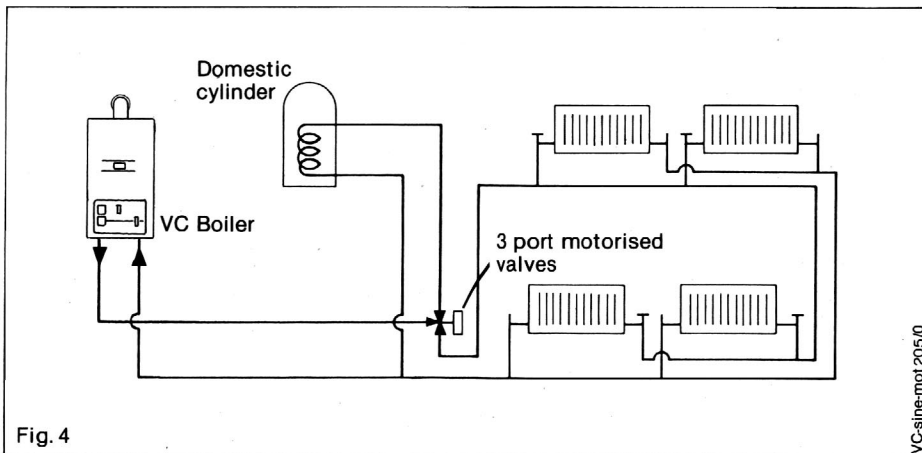 Domestic
cylinder
VC Boiler
3 port motorised
valves
Fig. 4
VC-sine-mot 205/0